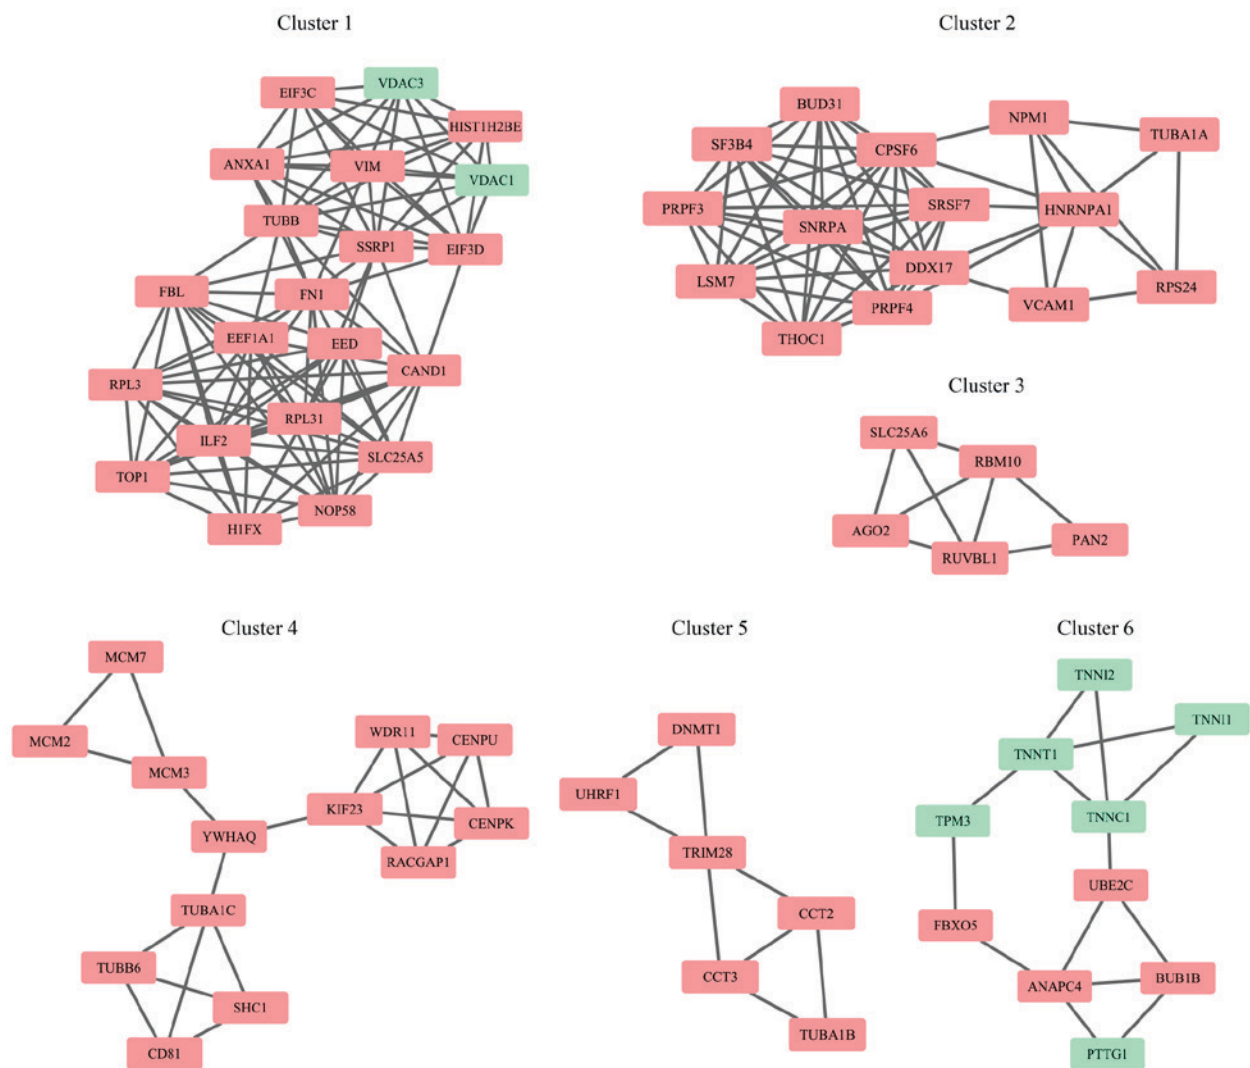 Cluster 1
VDAC3
EIF3C
HIST1H2BE
ANXA1
VIM
VDAC1
TUBB
SSRP1
EIF3D
FBL
FN1
EEF1A1
EED
CAND1
RPL3
RPL31
ILF2
SLC25A5
TOP1
NOP58
H1FX
Cluster 2
BUD31
NPM1
TUBA1A
SF3B4
CPSF6
PRPF3
SRSF7
HNRNPA1
SNRPA
LSM7
DDX17
RPS24
PRPF4
VCAM1
THOC1
Cluster 3
SLC25A6
RBM10
AGO2
PAN2
RUVBL1
Cluster 4
MCM7
MCM2
WDR11
CENPU
MCM3
KIF23
CENPK
YWHAQ
RACGAP1
TUBA1C
TUBB6
SHC1
CD81
Cluster 5
DNMT1
UHRF1
TRIM28
CCT2
CCT3
TUBA1B
Cluster 6
TNNI2
TNNI1
TNNT1
TPM3
TNNC1
UBE2C
FBXO5
ANAPC4
BUB1B
PTTG1